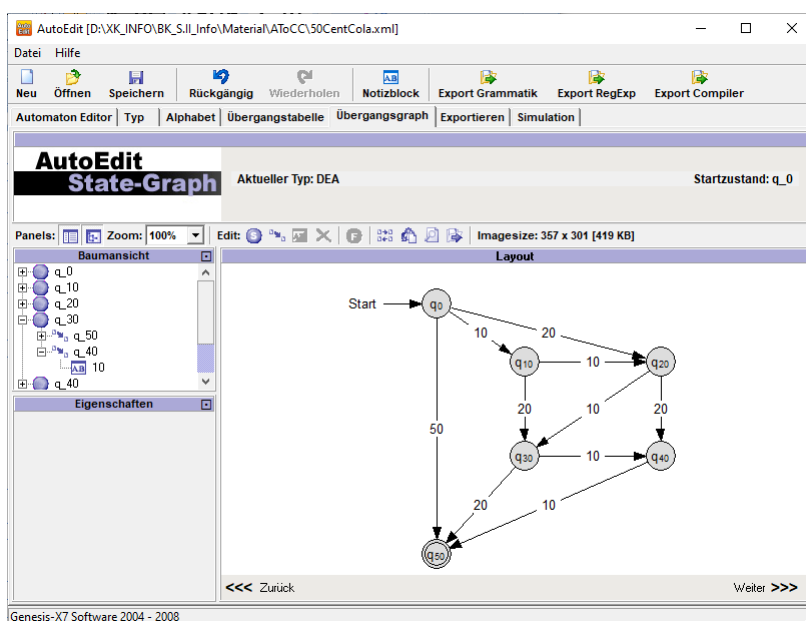 AutoEdit [D:\XK_INFO\BK_S.II_Info\Material\AToCC\50CentCola.xml]
Datei Hilfe
Neu Öffnen Speichern Rückgängig Wiederholen Notizblock Export Grammatik Export RegExp Export Compiler
Automaton Editor Typ Alphabet Übergangstabelle Übergangsgraph Exportieren Simulation
AutoEdit
State-Graph
Aktueller Typ: DEA
Startzustand: q_0
Panels: Zoom: 100% Edit: Imagesize: 357 x 301 [419 KB]
Baumansicht
q_0
q_10
q_20
q_30
q_50
q_40
10
q_40
Eigenschaften
Layout
Start q0
10 20
q10 10 q20
20 10 20
50
q30 10 q40
20 10
q50
<<< Zurück
Weiter >>>
Genesis-X7 Software 2004 - 2008